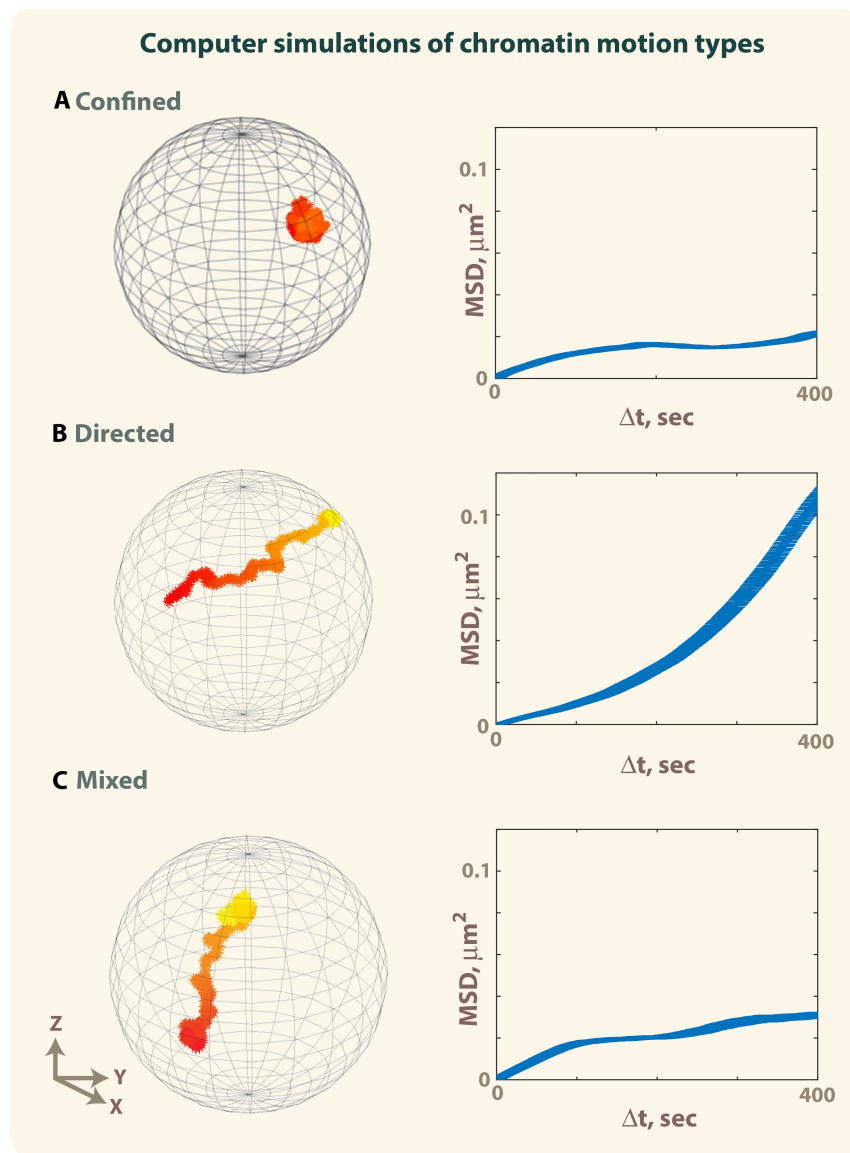 Computer simulations of chromatin motion types
A Confined
0.1
MSD, μm²
0
0
400
Δt, sec
B Directed
0.1
MSD, μm²
0
0
400
Δt, sec
C Mixed
0.1
MSD, μm²
0
0
400
Δt, sec
Z
Y
X